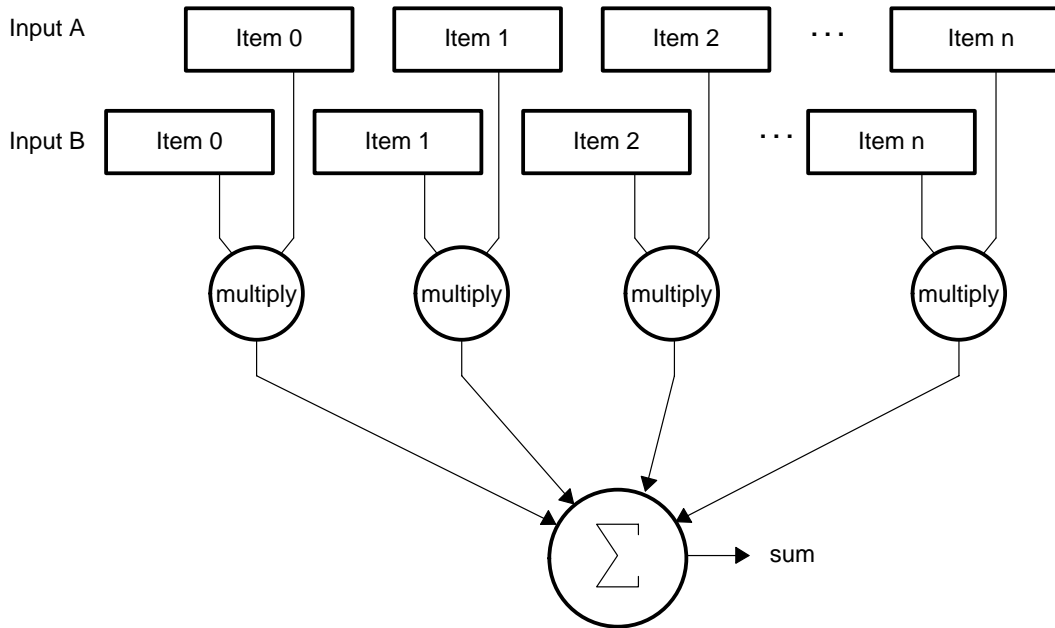 Input A Item 0 Item 1 Item 2 . . . Item n
Input B Item 0 Item 1 Item 2 . . . Item n
multiply multiply multiply multiply
∑ sum